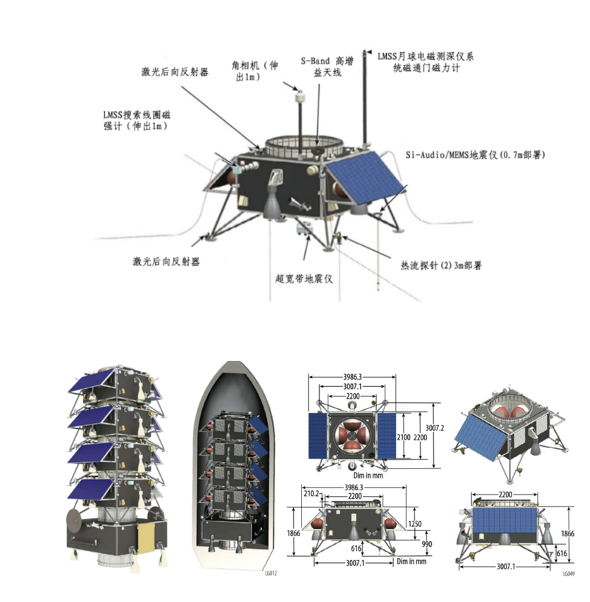 LMSS月球电磁测深仪系
统磁通门磁力计
S-Band 高增
益天线
角相机（伸
出1m）
激光后向反射器
LMSS搜索线圈磁
强计（伸出1m）
Si-Audio/MEMS地震仪(0.7m部署)
激光后向反射器
超宽带地震仪
热流探针(2)3m部署
3986.3
3007.1
2200
2100
2200
3007.2
Dim in mm
3986.3
210.2
2200
1866
616
1250
990
3007.1
Dim in mm
2200
1866
616
3007.1
LG012
LG049